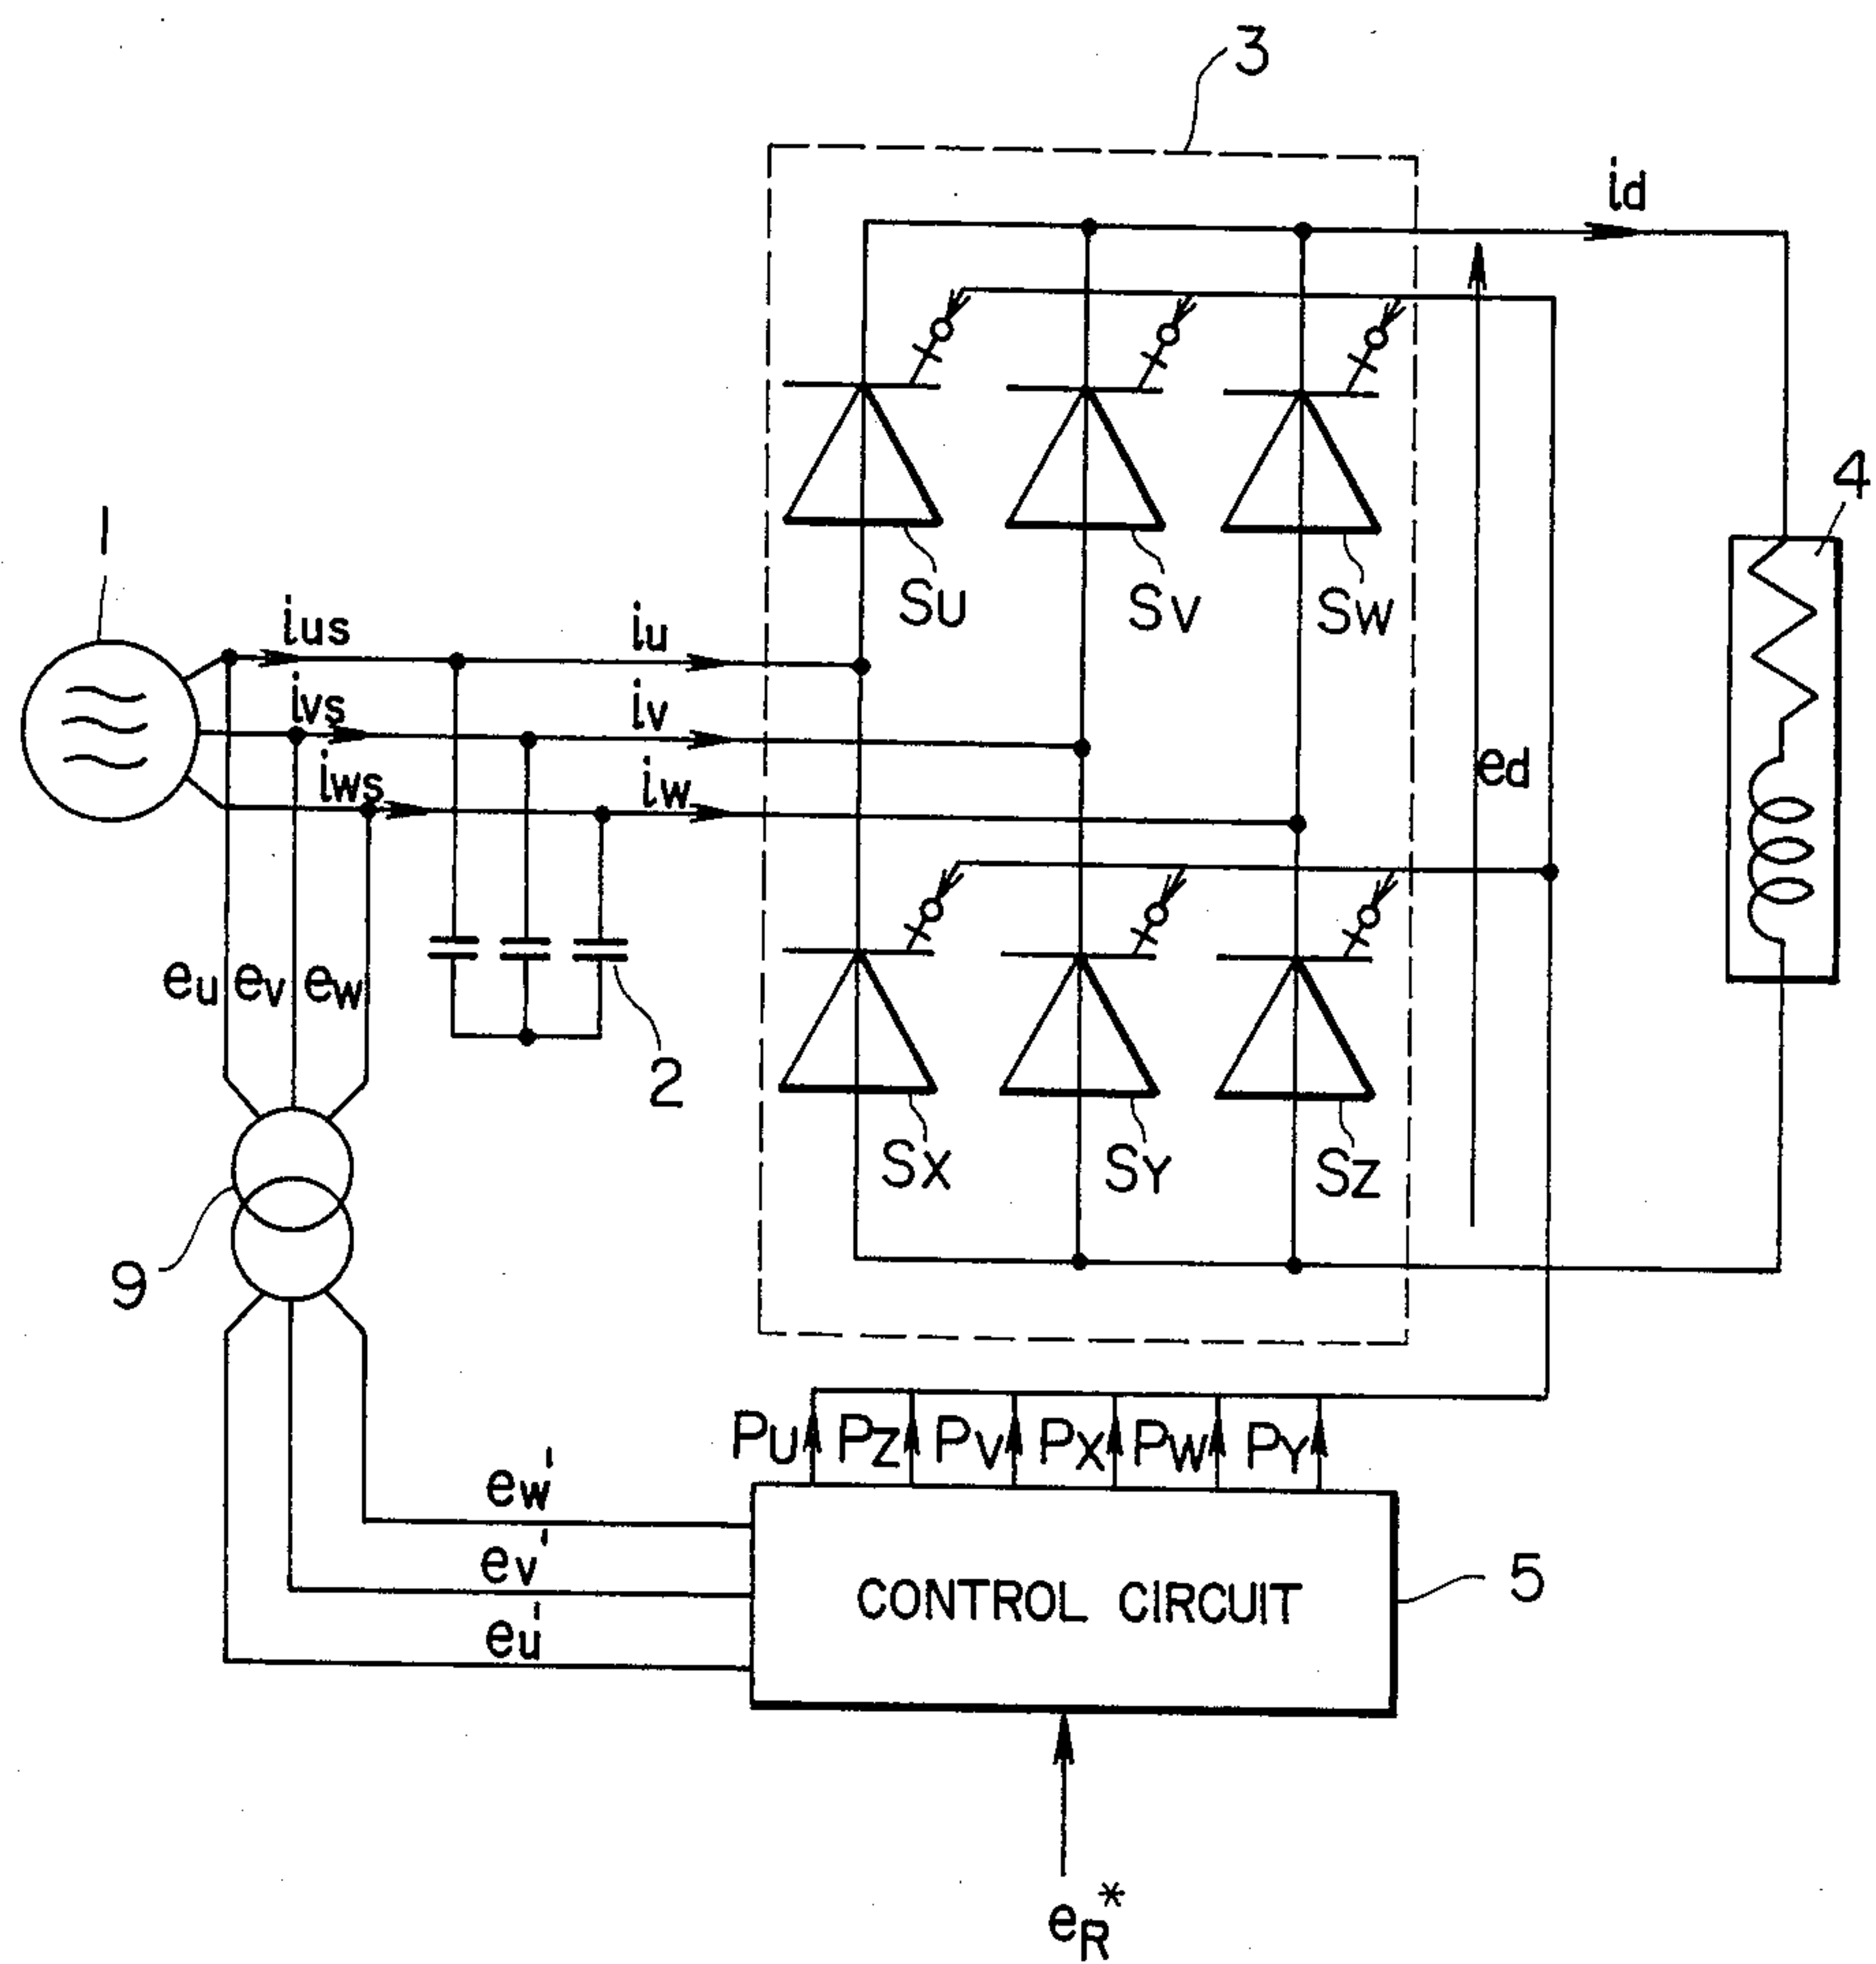 3
id
4
1
SU
SV
SW
ius
iu
ivs
iv
iws
iw
ed
eu ev ew
2
SX
SY
SZ
9
PU PZ PV PX PW PY
ew'
ev'
eu'
CONTROL CIRCUIT
5
eR*